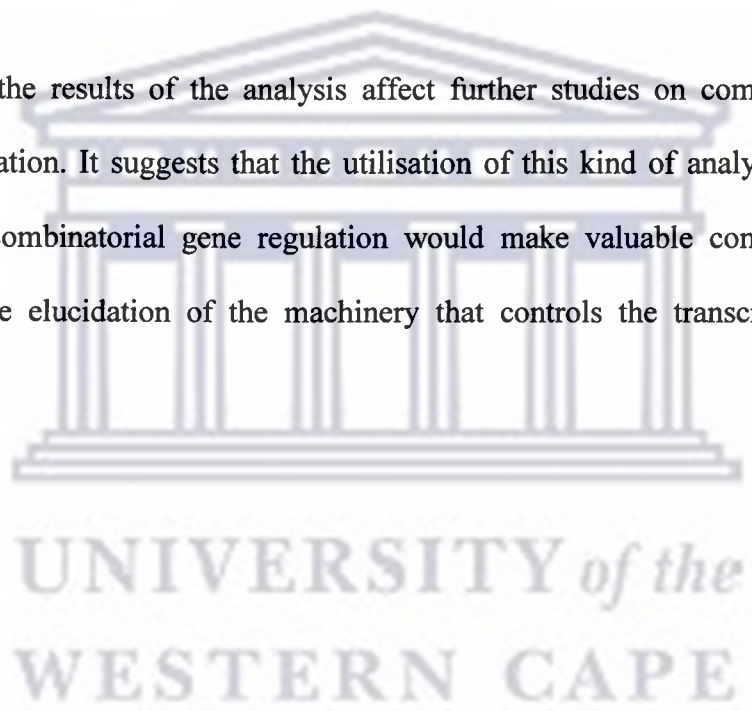 the results of the analysis affect further studies on com
ation. It suggests that the utilisation of this kind of analy
ombinatorial gene regulation would make valuable con
e elucidation of the machinery that controls the transc
UNIVERSITY of the
WESTERN CAPE